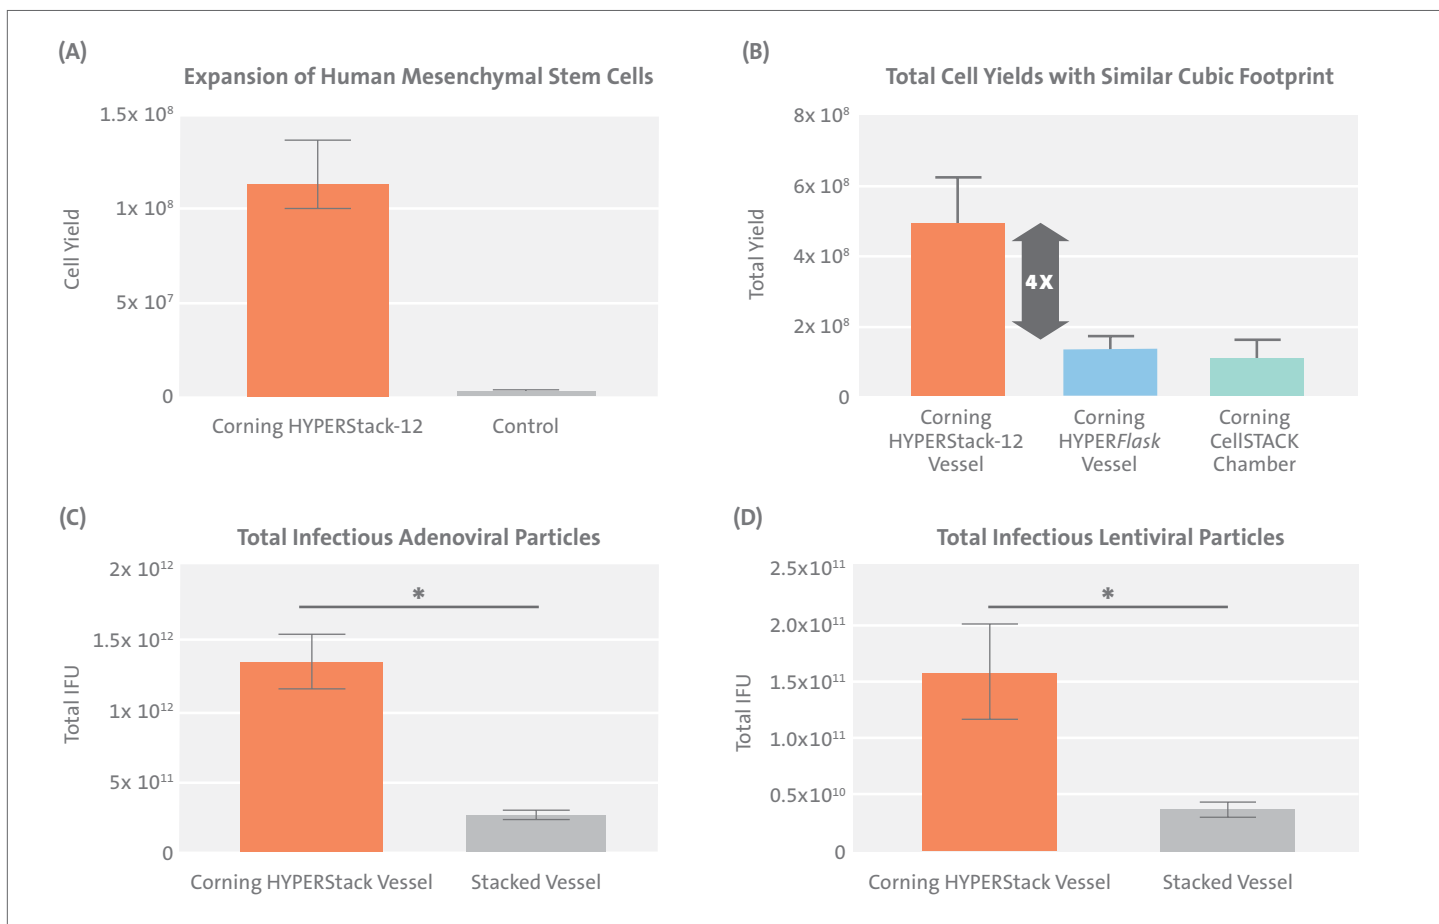 (A)
Expansion of Human Mesenchymal Stem Cells
1.5x 10⁸
1x 10⁸
5x 10⁷
0
Cell Yield
Corning HYPERStack-12
Control
(B)
Total Cell Yields with Similar Cubic Footprint
8x 10⁸
6x 10⁸
4x 10⁸
2x 10⁸
0
Total Yield
4X
Corning
HYPERStack-12
Vessel
Corning
HYPERFlask
Vessel
Corning
CellSTACK
Chamber
(C)
Total Infectious Adenoviral Particles
2x 10¹²
1.5x 10¹²
1x 10¹²
5x 10¹¹
0
Total IFU
*
Corning HYPERStack Vessel
Stacked Vessel
(D)
Total Infectious Lentiviral Particles
2.5x10¹¹
2.0x10¹¹
1.5x10¹¹
1.0x10¹¹
0.5x10¹⁰
0
Total IFU
*
Corning HYPERStack Vessel
Stacked Vessel